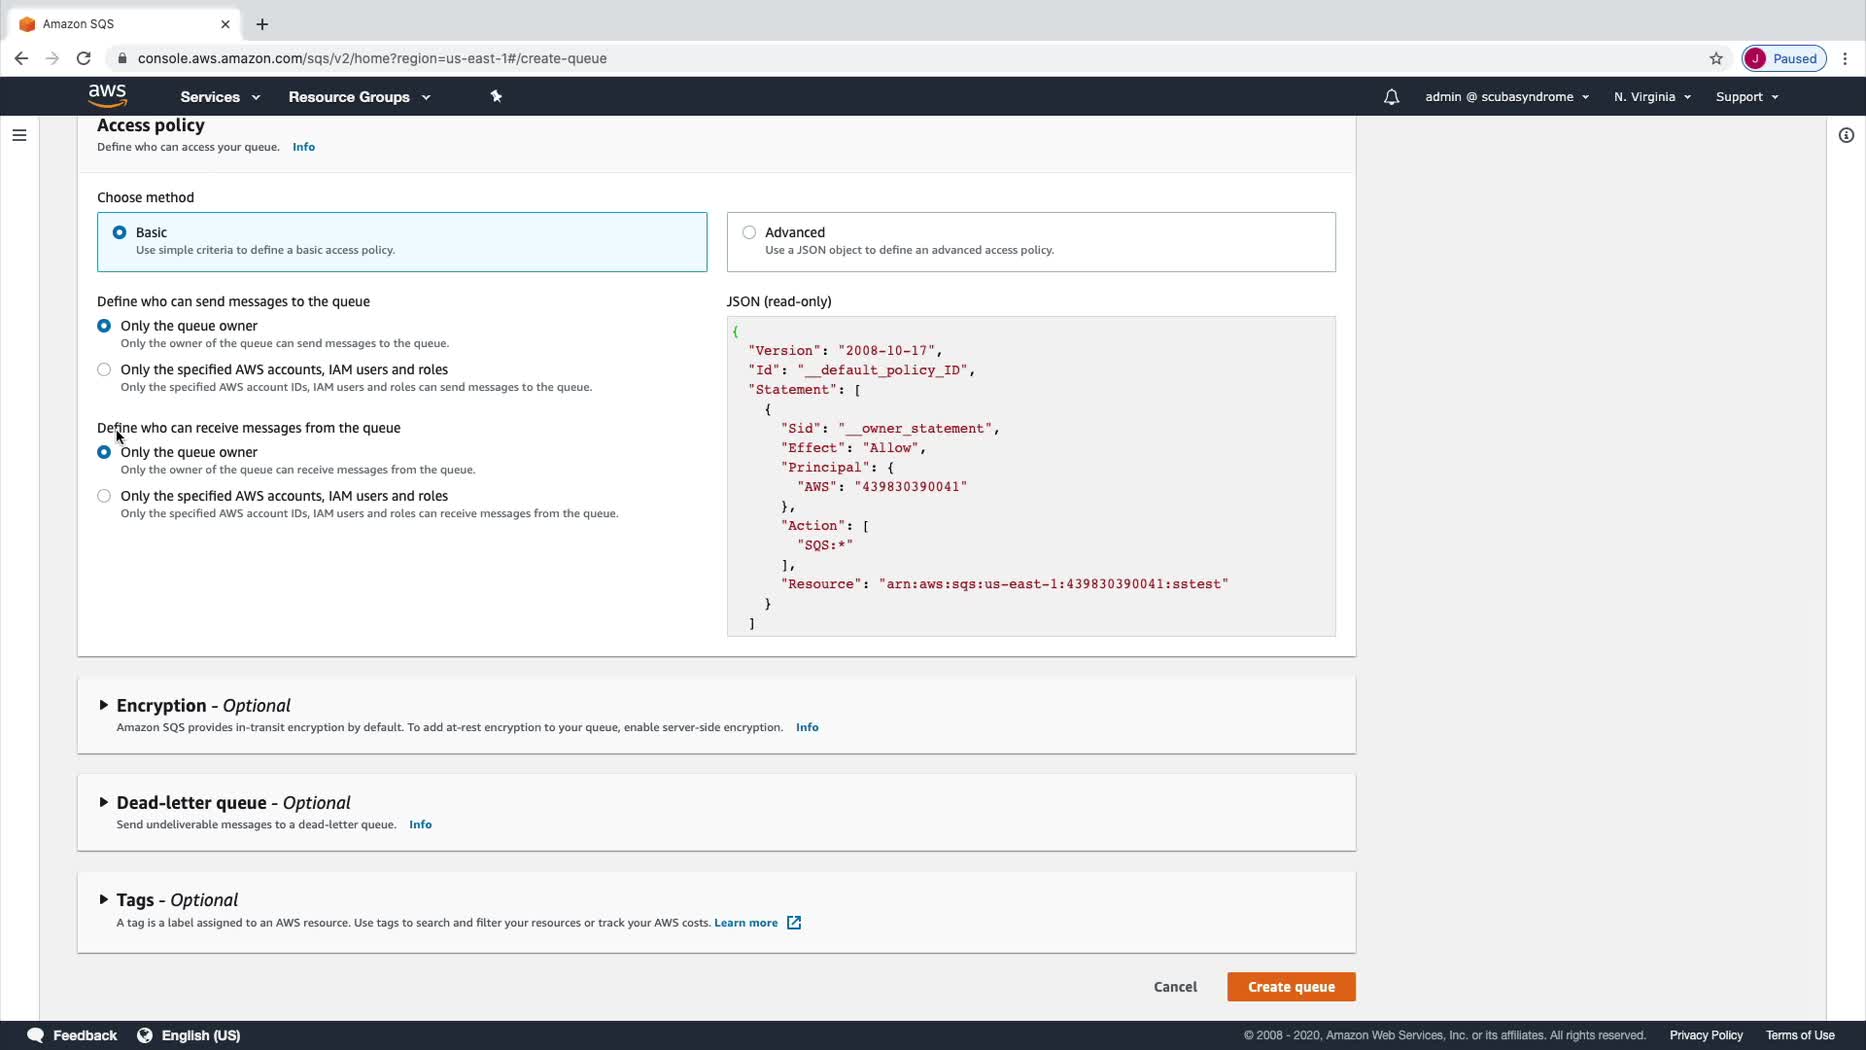 Amazon SQS
console.aws.amazon.com/sqs/v2/home?region=us-east-1#/create-queue
J Paused
aws
Services
Resource Groups
admin @ scubasyndrome
N. Virginia
Support
Access policy
Define who can access your queue. Info
Choose method
Basic
Use simple criteria to define a basic access policy.
Advanced
Use a JSON object to define an advanced access policy.
Define who can send messages to the queue
Only the queue owner
Only the owner of the queue can send messages to the queue.
Only the specified AWS accounts, IAM users and roles
Only the specified AWS account IDs, IAM users and roles can send messages to the queue.
Define who can receive messages from the queue
Only the queue owner
Only the owner of the queue can receive messages from the queue.
Only the specified AWS accounts, IAM users and roles
Only the specified AWS account IDs, IAM users and roles can receive messages from the queue.
JSON (read-only)
{
"Version": "2008-10-17",
"Id": "__default_policy_ID",
"Statement": [
{
"Sid": "__owner_statement",
"Effect": "Allow",
"Principal": {
"AWS": "439830390041"
},
"Action": [
"SQS:*"
],
"Resource": "arn:aws:sqs:us-east-1:439830390041:sstest"
}
]
Encryption - Optional
Amazon SQS provides in-transit encryption by default. To add at-rest encryption to your queue, enable server-side encryption. Info
Dead-letter queue - Optional
Send undeliverable messages to a dead-letter queue. Info
Tags - Optional
A tag is a label assigned to an AWS resource. Use tags to search and filter your resources or track your AWS costs. Learn more
Cancel
Create queue
Feedback
English (US)
© 2008 - 2020, Amazon Web Services, Inc. or its affiliates. All rights reserved.
Privacy Policy
Terms of Use